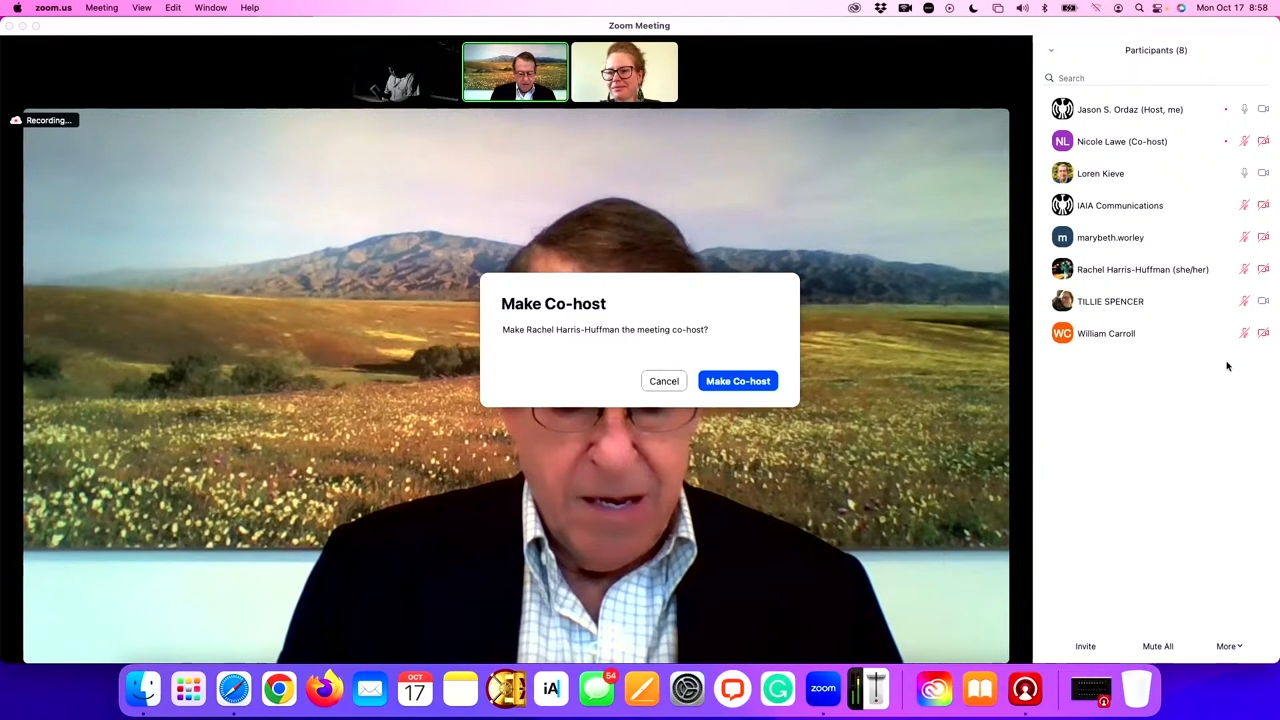 zoom.us Meeting View Edit Window Help Mon Oct 17 8:58
Zoom Meeting
Recording...
Participants (8)
Search
Jason S. Ordaz (Host, me)
NL Nicole Lawe (Co-host)
Loren Kieve
IAIA Communications
m marybeth.worley
Rachel Harris-Huffman (she/her)
TILLIE SPENCER
WC William Carroll
Make Co-host
Make Rachel Harris-Huffman the meeting co-host?
Cancel Make Co-host
Invite Mute All More
OCT
17
iA
54
zoom